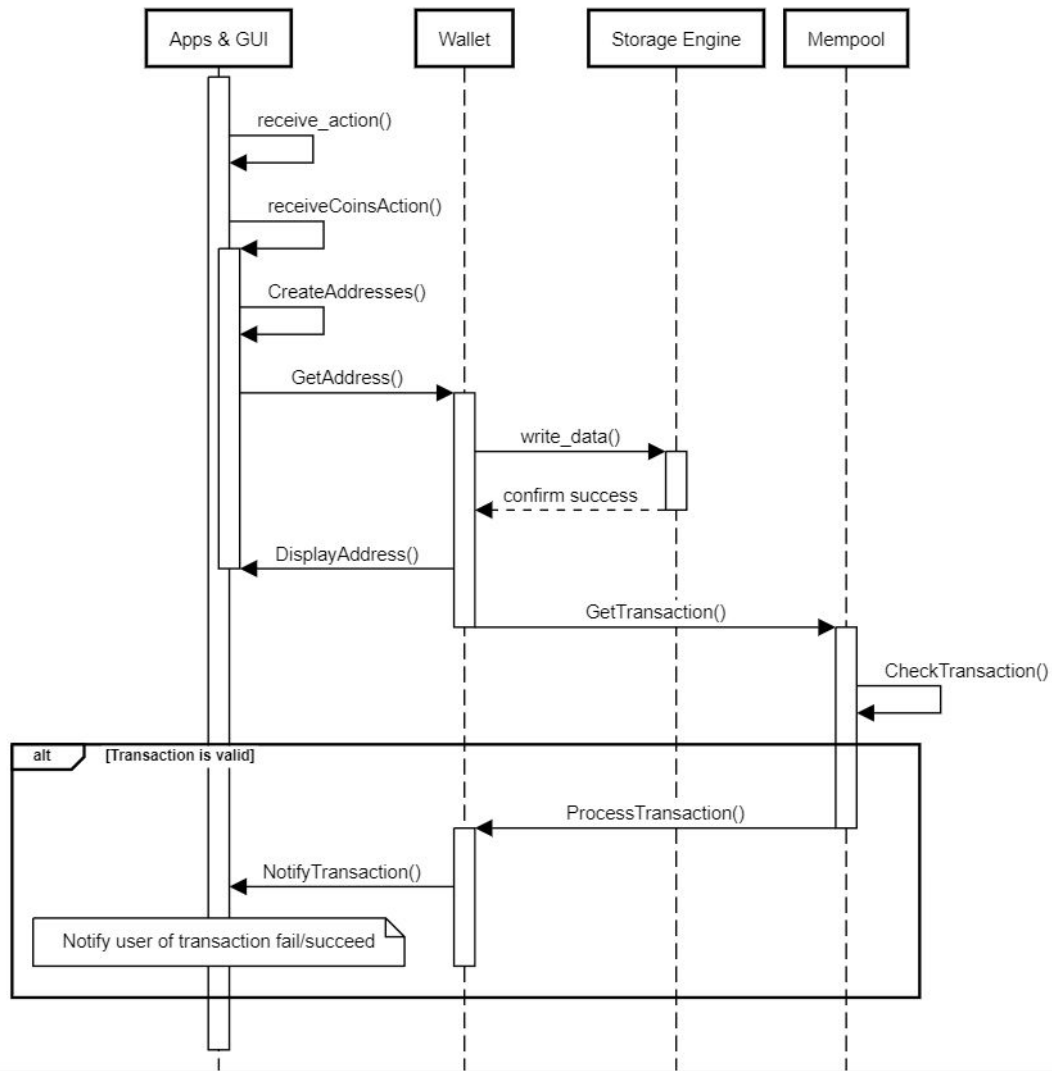 Apps & GUI
Wallet
Storage Engine
Mempool
receive_action()
receiveCoinsAction()
CreateAddresses()
GetAddress()
write_data()
confirm success
DisplayAddress()
GetTransaction()
CheckTransaction()
alt
[Transaction is valid]
ProcessTransaction()
NotifyTransaction()
Notify user of transaction fail/succeed